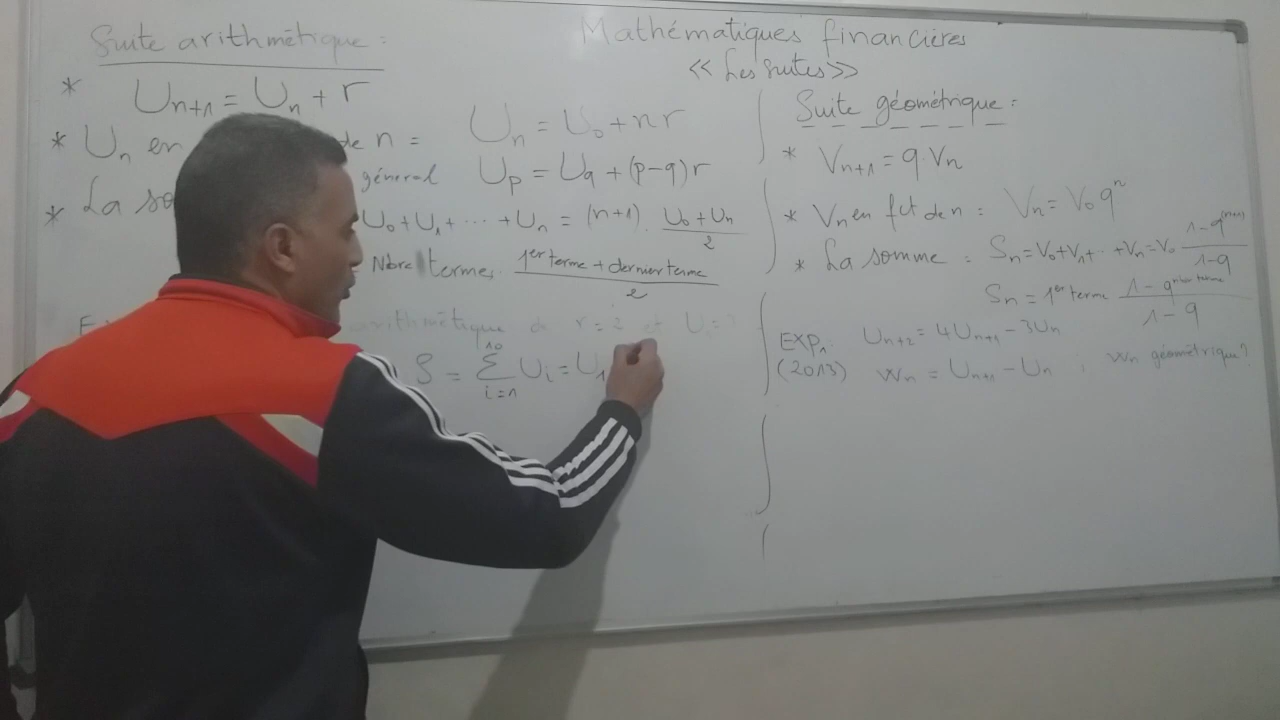 Mathématiques financières
<< Les suites >>
Suite arithmétique :
* Un+1 = Un + r
* Un en de n = Un = U0 + nr
général Up = Uq + (p-q)r
* La so U0 + U1 + ... + Un = (n+1) . (U0 + Un)/2
Nbre termes. (1er terme + dernier terme)/2
arithmétique de r = 2 et U
S = Σ(i=1 à 10) Ui = U1
Suite géométrique :
* Vn+1 = q . Vn
* Vn en fct de n : Vn = V0 q^n
* La somme : Sn = V0 + V1 + .. + Vn = V0 (1 - q^(n+1))/(1 - q)
Sn = 1er terme (1 - q^nbre terme)/(1 - q)
EXP1 : Un+2 = 4Un+1 - 3Un
(2013) Wn = Un+1 - Un , Wn géométrique?